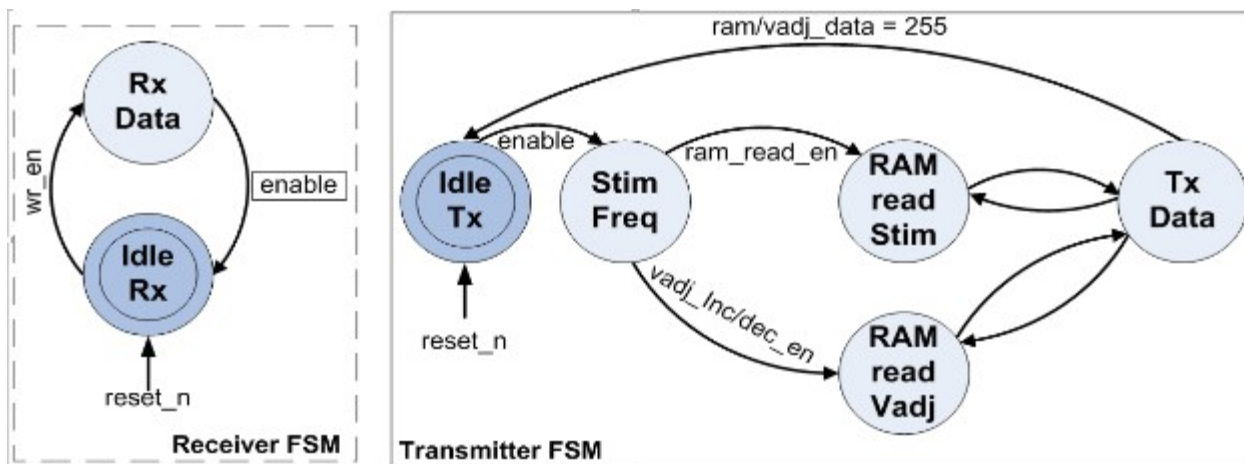 Rx
Data
wr_en
enable
Idle
Rx
reset_n
Receiver FSM
ram/vadj_data = 255
enable
ram_read_en
Idle
Tx
Stim
Freq
RAM
read
Stim
Tx
Data
vadj_Inc/dec_en
reset_n
RAM
read
Vadj
Transmitter FSM